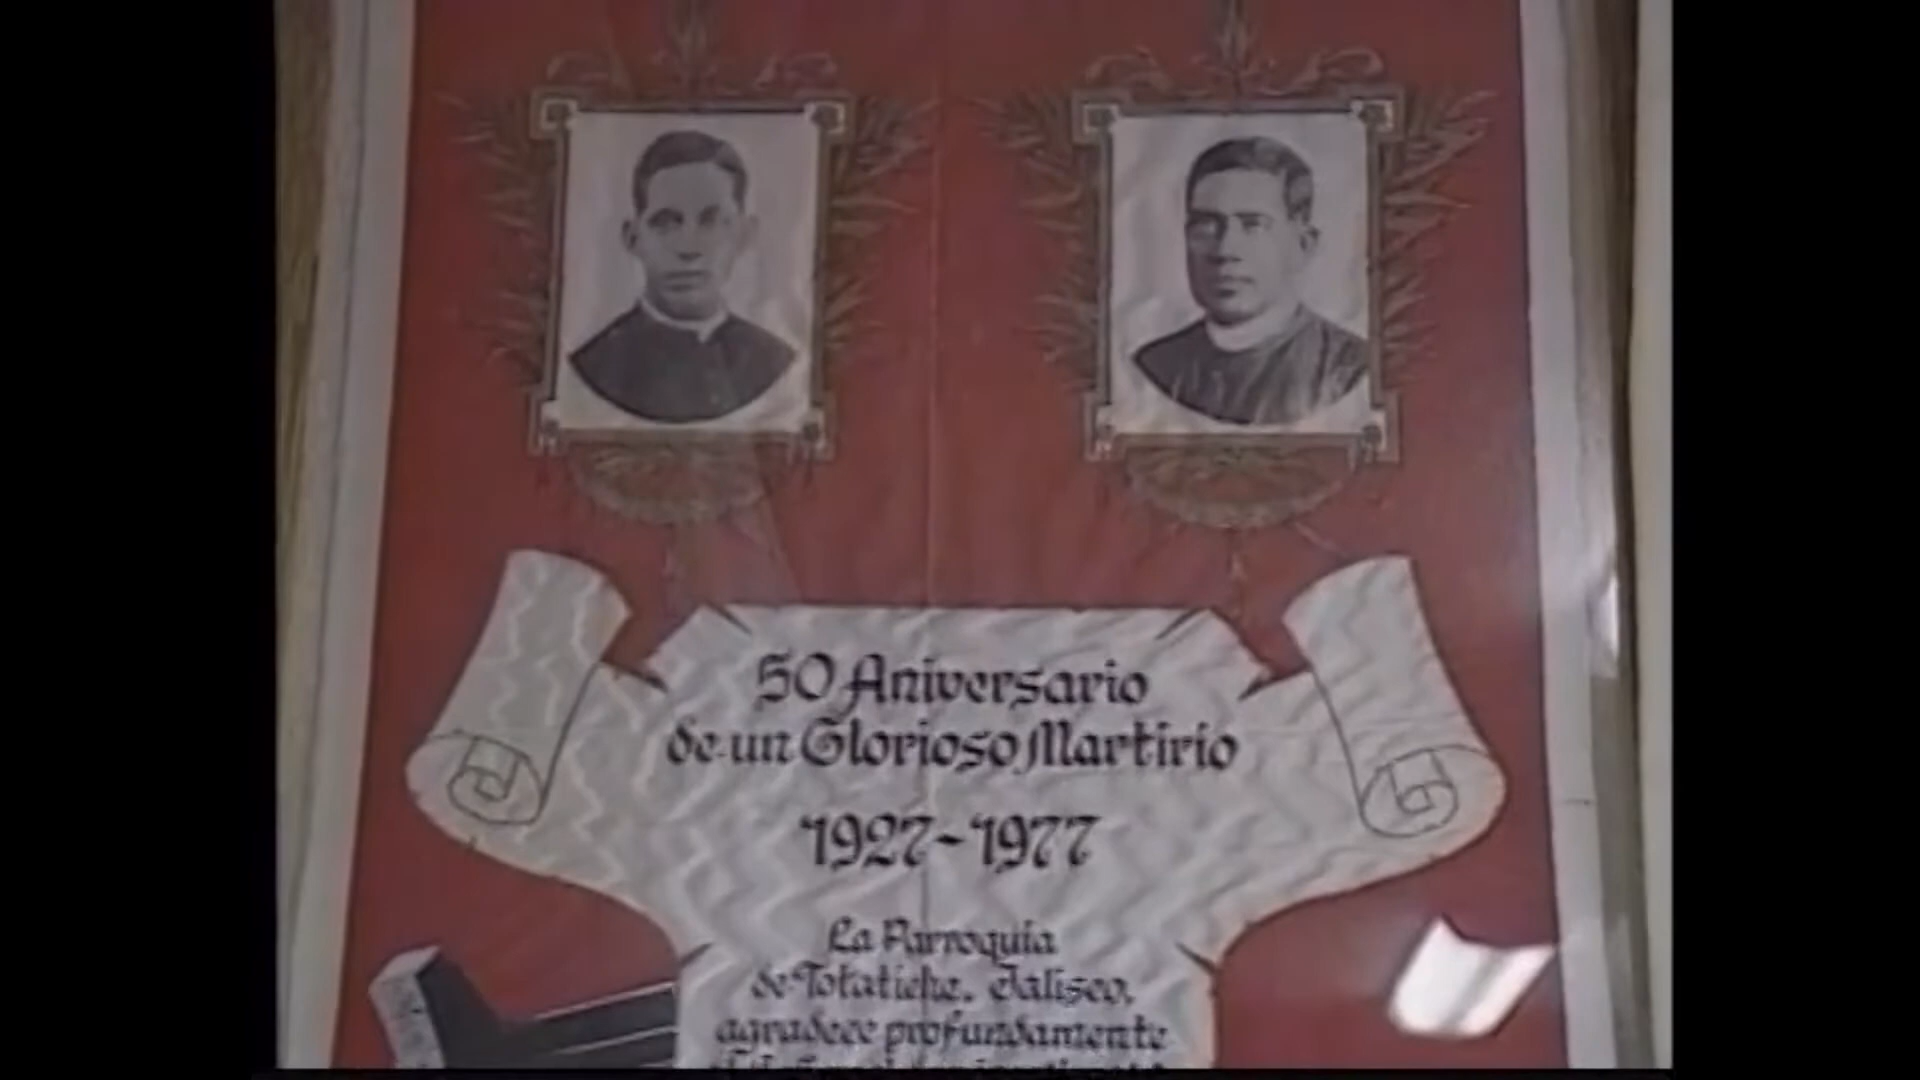 50 Aniversario
de un Glorioso Martirio
1927-1977
La Parroquia
de Totatiche, Jalisco,
agradece profundamente